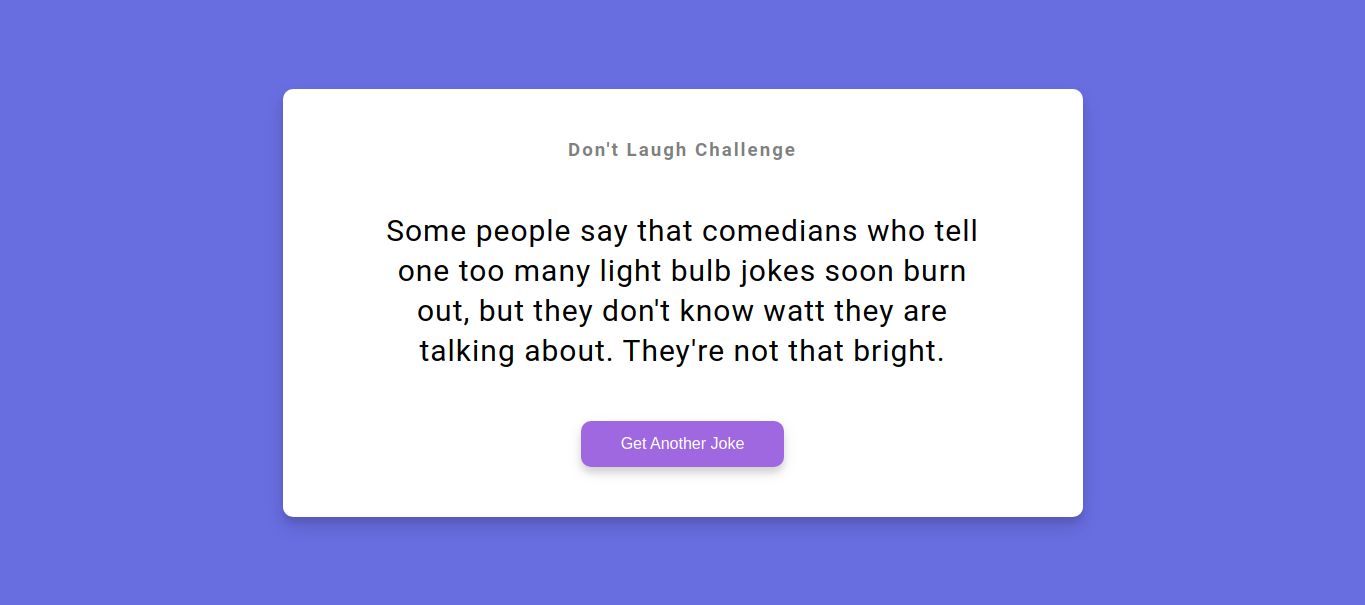 Don't Laugh Challenge
Some people say that comedians who tell
one too many light bulb jokes soon burn
out, but they don't know watt they are
talking about. They're not that bright.
Get Another Joke